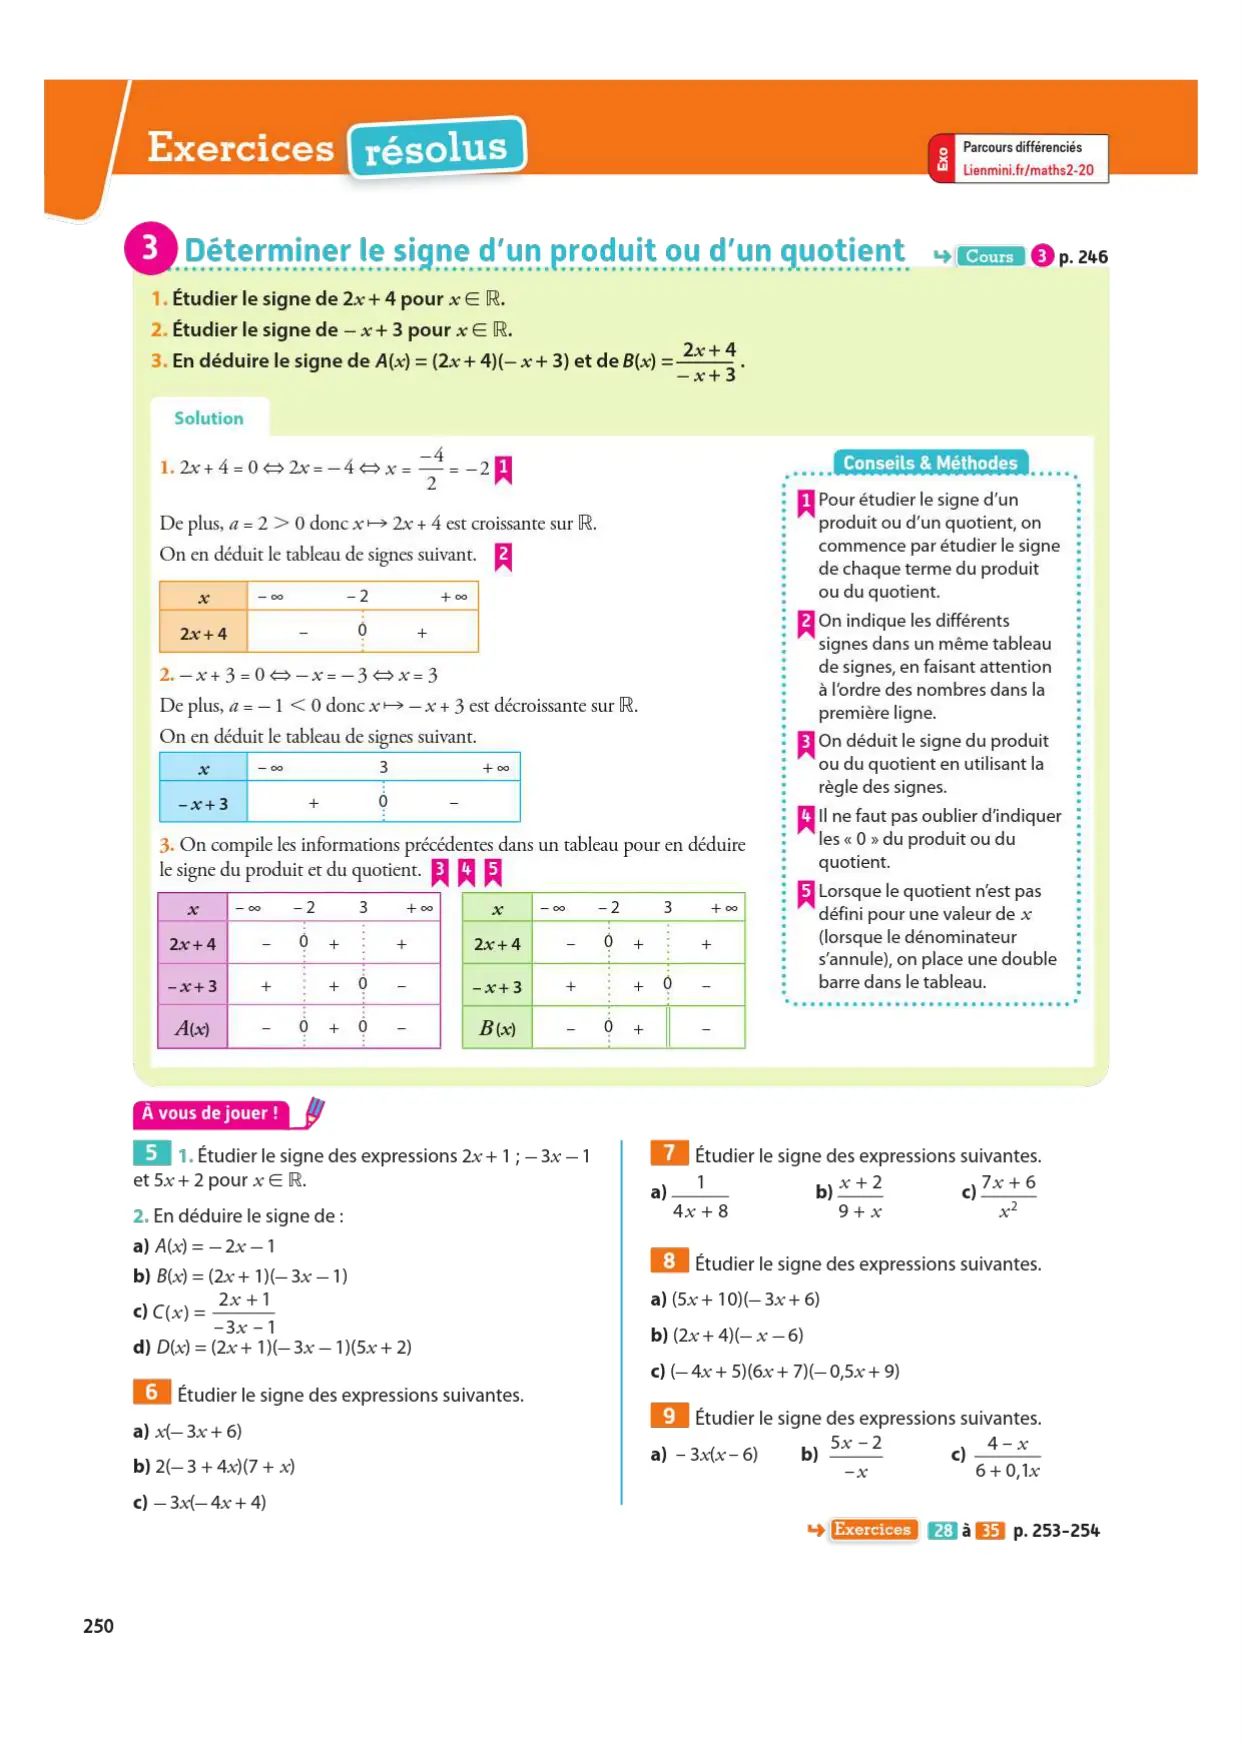 Exercices résolus
Exo
Parcours différenciés
Lienmini.fr/maths2-20
3 Déterminer le signe d'un produit ou d'un quotient
↪ Cours 3 p. 246
1. Étudier le signe de 2x + 4 pour x ∈ ℝ.
2. Étudier le signe de – x + 3 pour x ∈ ℝ.
3. En déduire le signe de A(x) = (2x + 4)(– x + 3) et de B(x) = (2x + 4)/(– x + 3).
Solution
1. 2x + 4 = 0 ⇔ 2x = – 4 ⇔ x = –4/2 = – 2 1
De plus, a = 2 > 0 donc x ↦ 2x + 4 est croissante sur ℝ.
On en déduit le tableau de signes suivant. 2
x – ∞ – 2 + ∞
2x + 4 – 0 +
2. – x + 3 = 0 ⇔ – x = – 3 ⇔ x = 3
De plus, a = – 1 < 0 donc x ↦ – x + 3 est décroissante sur ℝ.
On en déduit le tableau de signes suivant.
x – ∞ 3 + ∞
– x + 3 + 0 –
3. On compile les informations précédentes dans un tableau pour en déduire
le signe du produit et du quotient. 3 4 5
x – ∞ – 2 3 + ∞
2x + 4 – 0 + +
– x + 3 + + 0 –
A(x) – 0 + 0 –
x – ∞ – 2 3 + ∞
2x + 4 – 0 + +
– x + 3 + + 0 –
B(x) – 0 + || –
Conseils & Méthodes
1 Pour étudier le signe d'un
produit ou d'un quotient, on
commence par étudier le signe
de chaque terme du produit
ou du quotient.
2 On indique les différents
signes dans un même tableau
de signes, en faisant attention
à l'ordre des nombres dans la
première ligne.
3 On déduit le signe du produit
ou du quotient en utilisant la
règle des signes.
4 Il ne faut pas oublier d'indiquer
les « 0 » du produit ou du
quotient.
5 Lorsque le quotient n'est pas
défini pour une valeur de x
(lorsque le dénominateur
s'annule), on place une double
barre dans le tableau.
À vous de jouer !
5 1. Étudier le signe des expressions 2x + 1 ; – 3x – 1
et 5x + 2 pour x ∈ ℝ.
2. En déduire le signe de :
a) A(x) = – 2x – 1
b) B(x) = (2x + 1)(– 3x – 1)
c) C(x) = (2x + 1)/(–3x – 1)
d) D(x) = (2x + 1)(– 3x – 1)(5x + 2)
6 Étudier le signe des expressions suivantes.
a) x(– 3x + 6)
b) 2(– 3 + 4x)(7 + x)
c) – 3x(– 4x + 4)
7 Étudier le signe des expressions suivantes.
a) 1/(4x + 8) b) (x + 2)/(9 + x) c) (7x + 6)/x²
8 Étudier le signe des expressions suivantes.
a) (5x + 10)(– 3x + 6)
b) (2x + 4)(– x – 6)
c) (– 4x + 5)(6x + 7)(– 0,5x + 9)
9 Étudier le signe des expressions suivantes.
a) – 3x(x – 6) b) (5x – 2)/(–x) c) (4 – x)/(6 + 0,1x)
↪ Exercices 28 à 35 p. 253-254
250